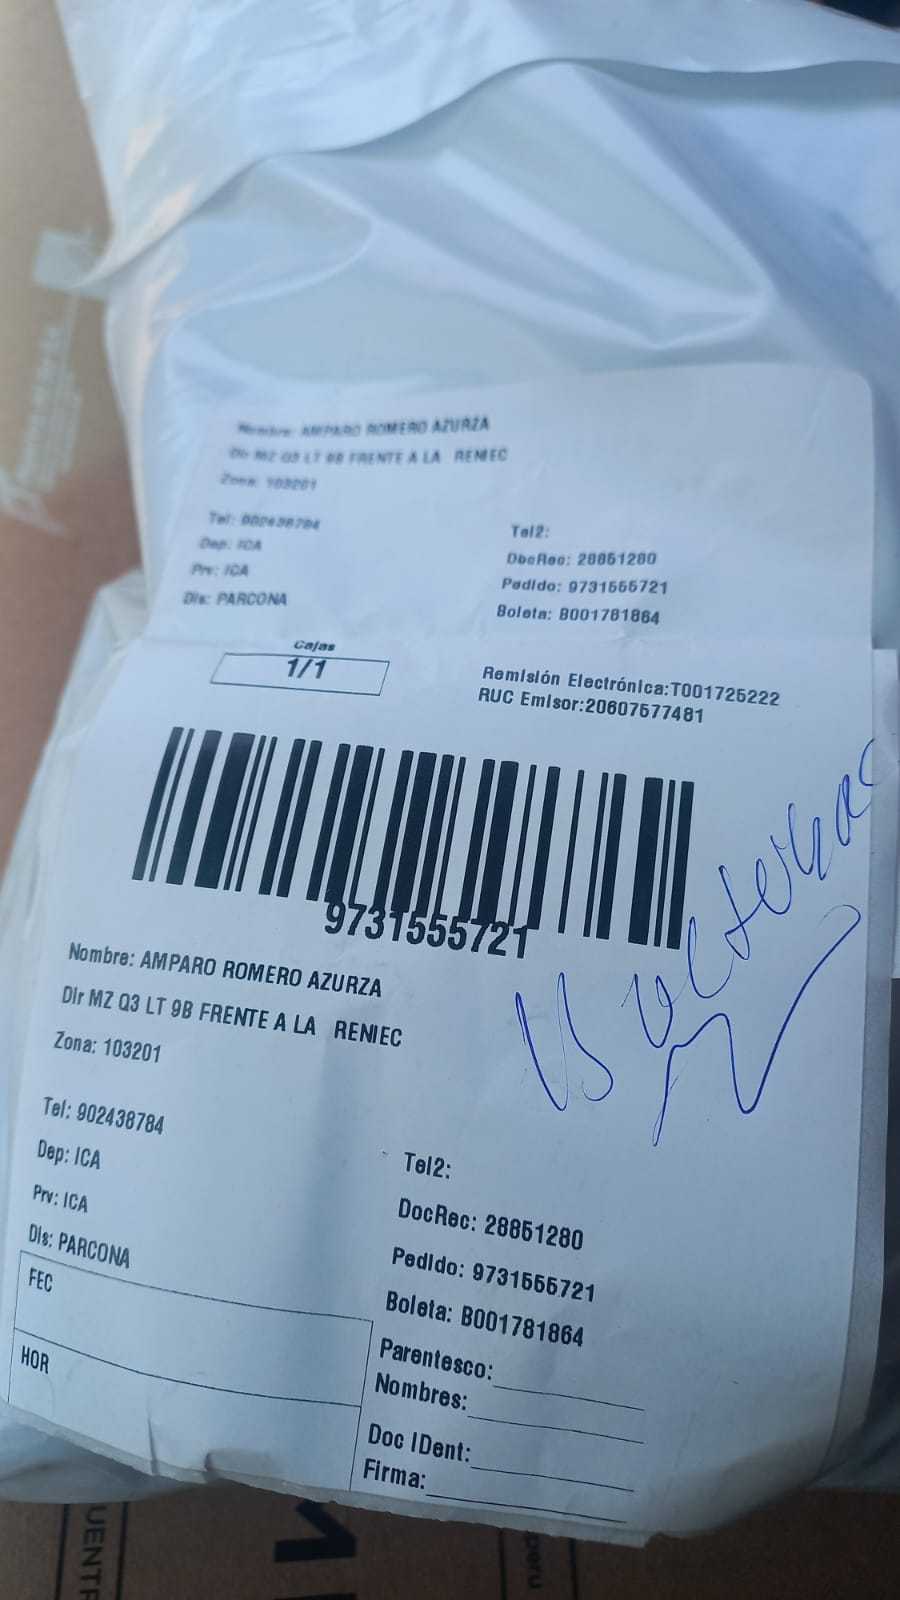 Nombre: AMPARO ROMERO AZURZA
Dir MZ Q3 LT 9B FRENTE A LA RENIEC
Zona: 103201
Tel: 902438784
Dep: ICA
Prv: ICA
Dis: PARCONA
Tel2:
DocRec: 28851280
Pedido: 9731555721
Boleta: B001781864
Cajas
1/1
Remisión Electrónica:T001725222
RUC Emisor:20607577481
9731555721
Nombre: AMPARO ROMERO AZURZA
Dir MZ Q3 LT 9B FRENTE A LA RENIEC
Zona: 103201
Tel: 902438784
Dep: ICA
Prv: ICA
Dis: PARCONA
FEC
HOR
Tel2:
DocRec: 28851280
Pedido: 9731555721
Boleta: B001781864
Parentesco:
Nombres:
Doc IDent:
Firma:
peru